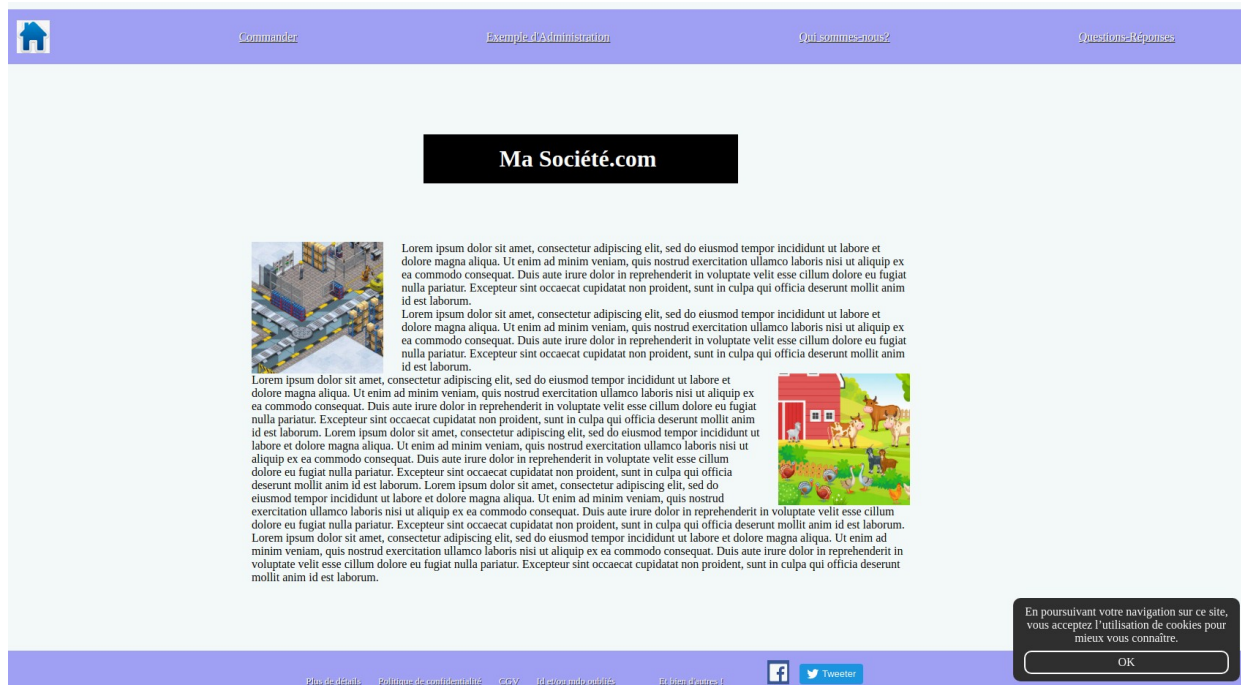 Commander
Exemple d'Administration
Qui sommes-nous?
Questions-Réponses
Ma Société.com
Lorem ipsum dolor sit amet, consectetur adipiscing elit, sed do eiusmod tempor incididunt ut labore et
dolore magna aliqua. Ut enim ad minim veniam, quis nostrud exercitation ullamco laboris nisi ut aliquip ex
ea commodo consequat. Duis aute irure dolor in reprehenderit in voluptate velit esse cillum dolore eu fugiat
nulla pariatur. Excepteur sint occaecat cupidatat non proident, sunt in culpa qui officia deserunt mollit anim
id est laborum.
Lorem ipsum dolor sit amet, consectetur adipiscing elit, sed do eiusmod tempor incididunt ut labore et
dolore magna aliqua. Ut enim ad minim veniam, quis nostrud exercitation ullamco laboris nisi ut aliquip ex
ea commodo consequat. Duis aute irure dolor in reprehenderit in voluptate velit esse cillum dolore eu fugiat
nulla pariatur. Excepteur sint occaecat cupidatat non proident, sunt in culpa qui officia deserunt mollit anim
id est laborum.
Lorem ipsum dolor sit amet, consectetur adipiscing elit, sed do eiusmod tempor incididunt ut labore et
dolore magna aliqua. Ut enim ad minim veniam, quis nostrud exercitation ullamco laboris nisi ut aliquip ex
ea commodo consequat. Duis aute irure dolor in reprehenderit in voluptate velit esse cillum dolore eu fugiat
nulla pariatur. Excepteur sint occaecat cupidatat non proident, sunt in culpa qui officia deserunt mollit anim
id est laborum. Lorem ipsum dolor sit amet, consectetur adipiscing elit, sed do eiusmod tempor incididunt ut
labore et dolore magna aliqua. Ut enim ad minim veniam, quis nostrud exercitation ullamco laboris nisi ut
aliquip ex ea commodo consequat. Duis aute irure dolor in reprehenderit in voluptate velit esse cillum
dolore eu fugiat nulla pariatur. Excepteur sint occaecat cupidatat non proident, sunt in culpa qui officia
deserunt mollit anim id est laborum. Lorem ipsum dolor sit amet, consectetur adipiscing elit, sed do
eiusmod tempor incididunt ut labore et dolore magna aliqua. Ut enim ad minim veniam, quis nostrud
exercitation ullamco laboris nisi ut aliquip ex ea commodo consequat. Duis aute irure dolor in reprehenderit in voluptate velit esse cillum
dolore eu fugiat nulla pariatur. Excepteur sint occaecat cupidatat non proident, sunt in culpa qui officia deserunt mollit anim id est laborum.
Lorem ipsum dolor sit amet, consectetur adipiscing elit, sed do eiusmod tempor incididunt ut labore et dolore magna aliqua. Ut enim ad
minim veniam, quis nostrud exercitation ullamco laboris nisi ut aliquip ex ea commodo consequat. Duis aute irure dolor in reprehenderit in
voluptate velit esse cillum dolore eu fugiat nulla pariatur. Excepteur sint occaecat cupidatat non proident, sunt in culpa qui officia deserunt
mollit anim id est laborum.
En poursuivant votre navigation sur ce site,
vous acceptez l’utilisation de cookies pour
mieux vous connaître.
OK
Plus de détails
Politique de confidentialité
CGV
Id et/ou mdp oubliés
Et bien d'autres !
Tweeter